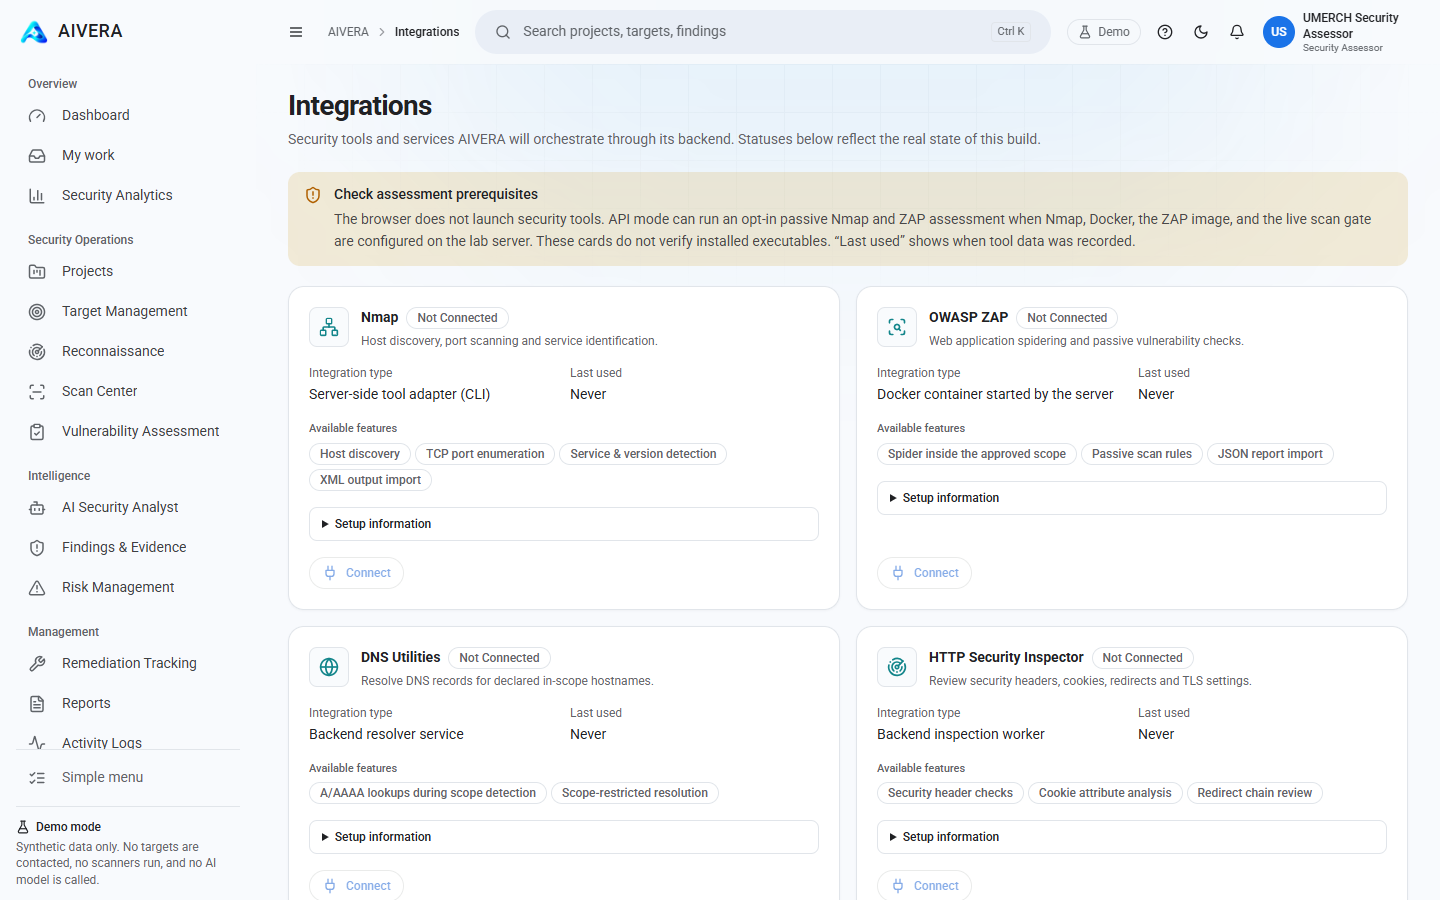 AIVERA
AIVERA > Integrations
Search projects, targets, findings
Ctrl K
Demo
US
UMERCH Security
Assessor
Security Assessor
Overview
Dashboard
My work
Security Analytics
Security Operations
Projects
Target Management
Reconnaissance
Scan Center
Vulnerability Assessment
Intelligence
AI Security Analyst
Findings & Evidence
Risk Management
Management
Remediation Tracking
Reports
Activity Logs
Simple menu
Demo mode
Synthetic data only. No targets are
contacted, no scanners run, and no AI
model is called.
Integrations
Security tools and services AIVERA will orchestrate through its backend. Statuses below reflect the real state of this build.
Check assessment prerequisites
The browser does not launch security tools. API mode can run an opt-in passive Nmap and ZAP assessment when Nmap, Docker, the ZAP image, and the live scan gate
are configured on the lab server. These cards do not verify installed executables. “Last used” shows when tool data was recorded.
Nmap Not Connected
Host discovery, port scanning and service identification.
Integration type Last used
Server-side tool adapter (CLI) Never
Available features
Host discovery TCP port enumeration Service & version detection
XML output import
Setup information
Connect
OWASP ZAP Not Connected
Web application spidering and passive vulnerability checks.
Integration type Last used
Docker container started by the server Never
Available features
Spider inside the approved scope Passive scan rules JSON report import
Setup information
Connect
DNS Utilities Not Connected
Resolve DNS records for declared in-scope hostnames.
Integration type Last used
Backend resolver service Never
Available features
A/AAAA lookups during scope detection Scope-restricted resolution
Setup information
Connect
HTTP Security Inspector Not Connected
Review security headers, cookies, redirects and TLS settings.
Integration type Last used
Backend inspection worker Never
Available features
Security header checks Cookie attribute analysis Redirect chain review
Setup information
Connect